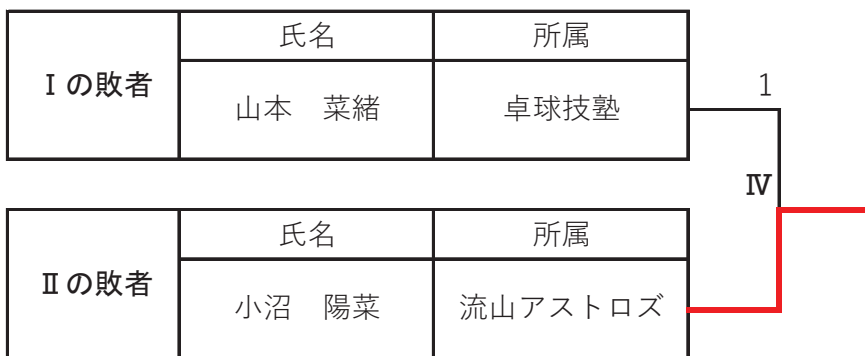 氏名 所属
Ⅰの敗者
山本　菜緒 卓球技塾
1
Ⅳ
氏名 所属
Ⅱの敗者
小沼　陽菜 流山アストロズ